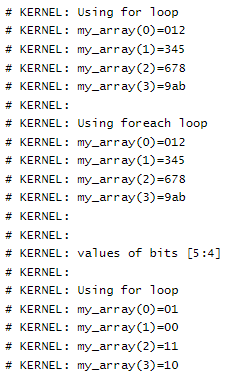 # KERNEL: Using for loop
# KERNEL: my_array(0)=012
# KERNEL: my_array(1)=345
# KERNEL: my_array(2)=678
# KERNEL: my_array(3)=9ab
# KERNEL:
# KERNEL: Using foreach loop
# KERNEL: my_array(0)=012
# KERNEL: my_array(1)=345
# KERNEL: my_array(2)=678
# KERNEL: my_array(3)=9ab
# KERNEL:
# KERNEL:
# KERNEL: values of bits [5:4]
# KERNEL:
# KERNEL: Using for loop
# KERNEL: my_array(0)=01
# KERNEL: my_array(1)=00
# KERNEL: my_array(2)=11
# KERNEL: my_array(3)=10